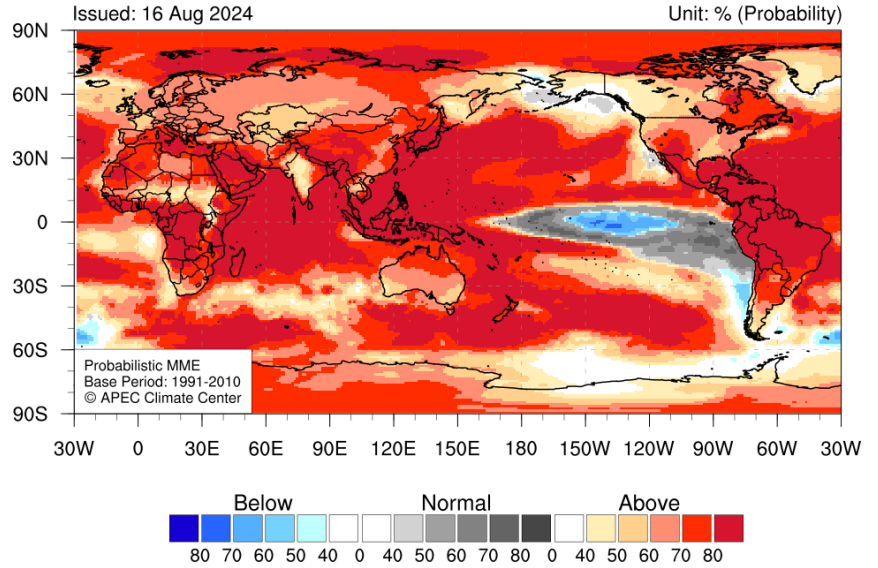 Issued: 16 Aug 2024 Unit: % (Probability)
90N
60N
30N
0
30S
60S
90S
Probabilistic MME
Base Period: 1991-2010
© APEC Climate Center
30W 0 30E 60E 90E 120E 150E 180 150W 120W 90W 60W 30W
Below Normal Above
80 70 60 50 40 0 40 50 60 70 80 0 40 50 60 70 80